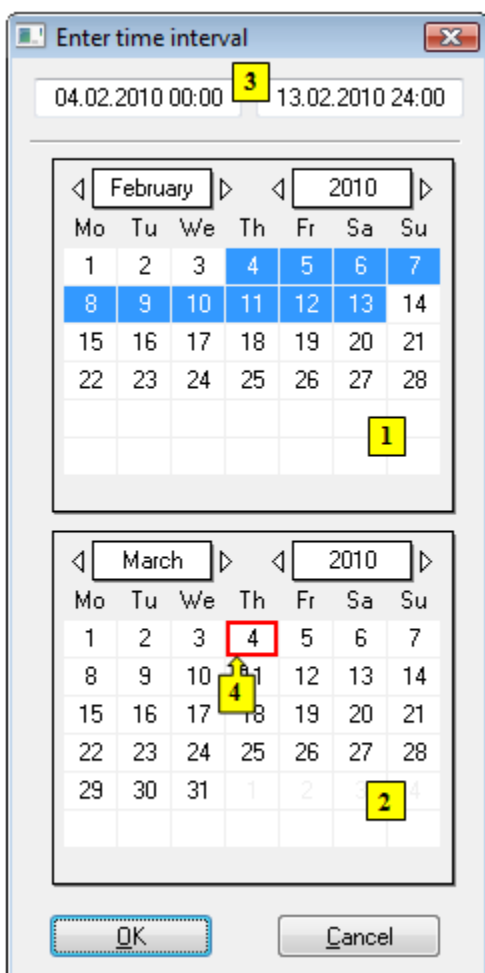 Enter time interval
3
04.02.2010 00:00 13.02.2010 24:00
February 2010
Mo Tu We Th Fr Sa Su
1 2 3 4 5 6 7
8 9 10 11 12 13 14
15 16 17 18 19 20 21
22 23 24 25 26 27 28
1
March 2010
Mo Tu We Th Fr Sa Su
1 2 3 4 5 6 7
8 9 10 11 12 13 14
4
15 16 17 18 19 20 21
22 23 24 25 26 27 28
29 30 31 1 2 3 4
2
OK Cancel